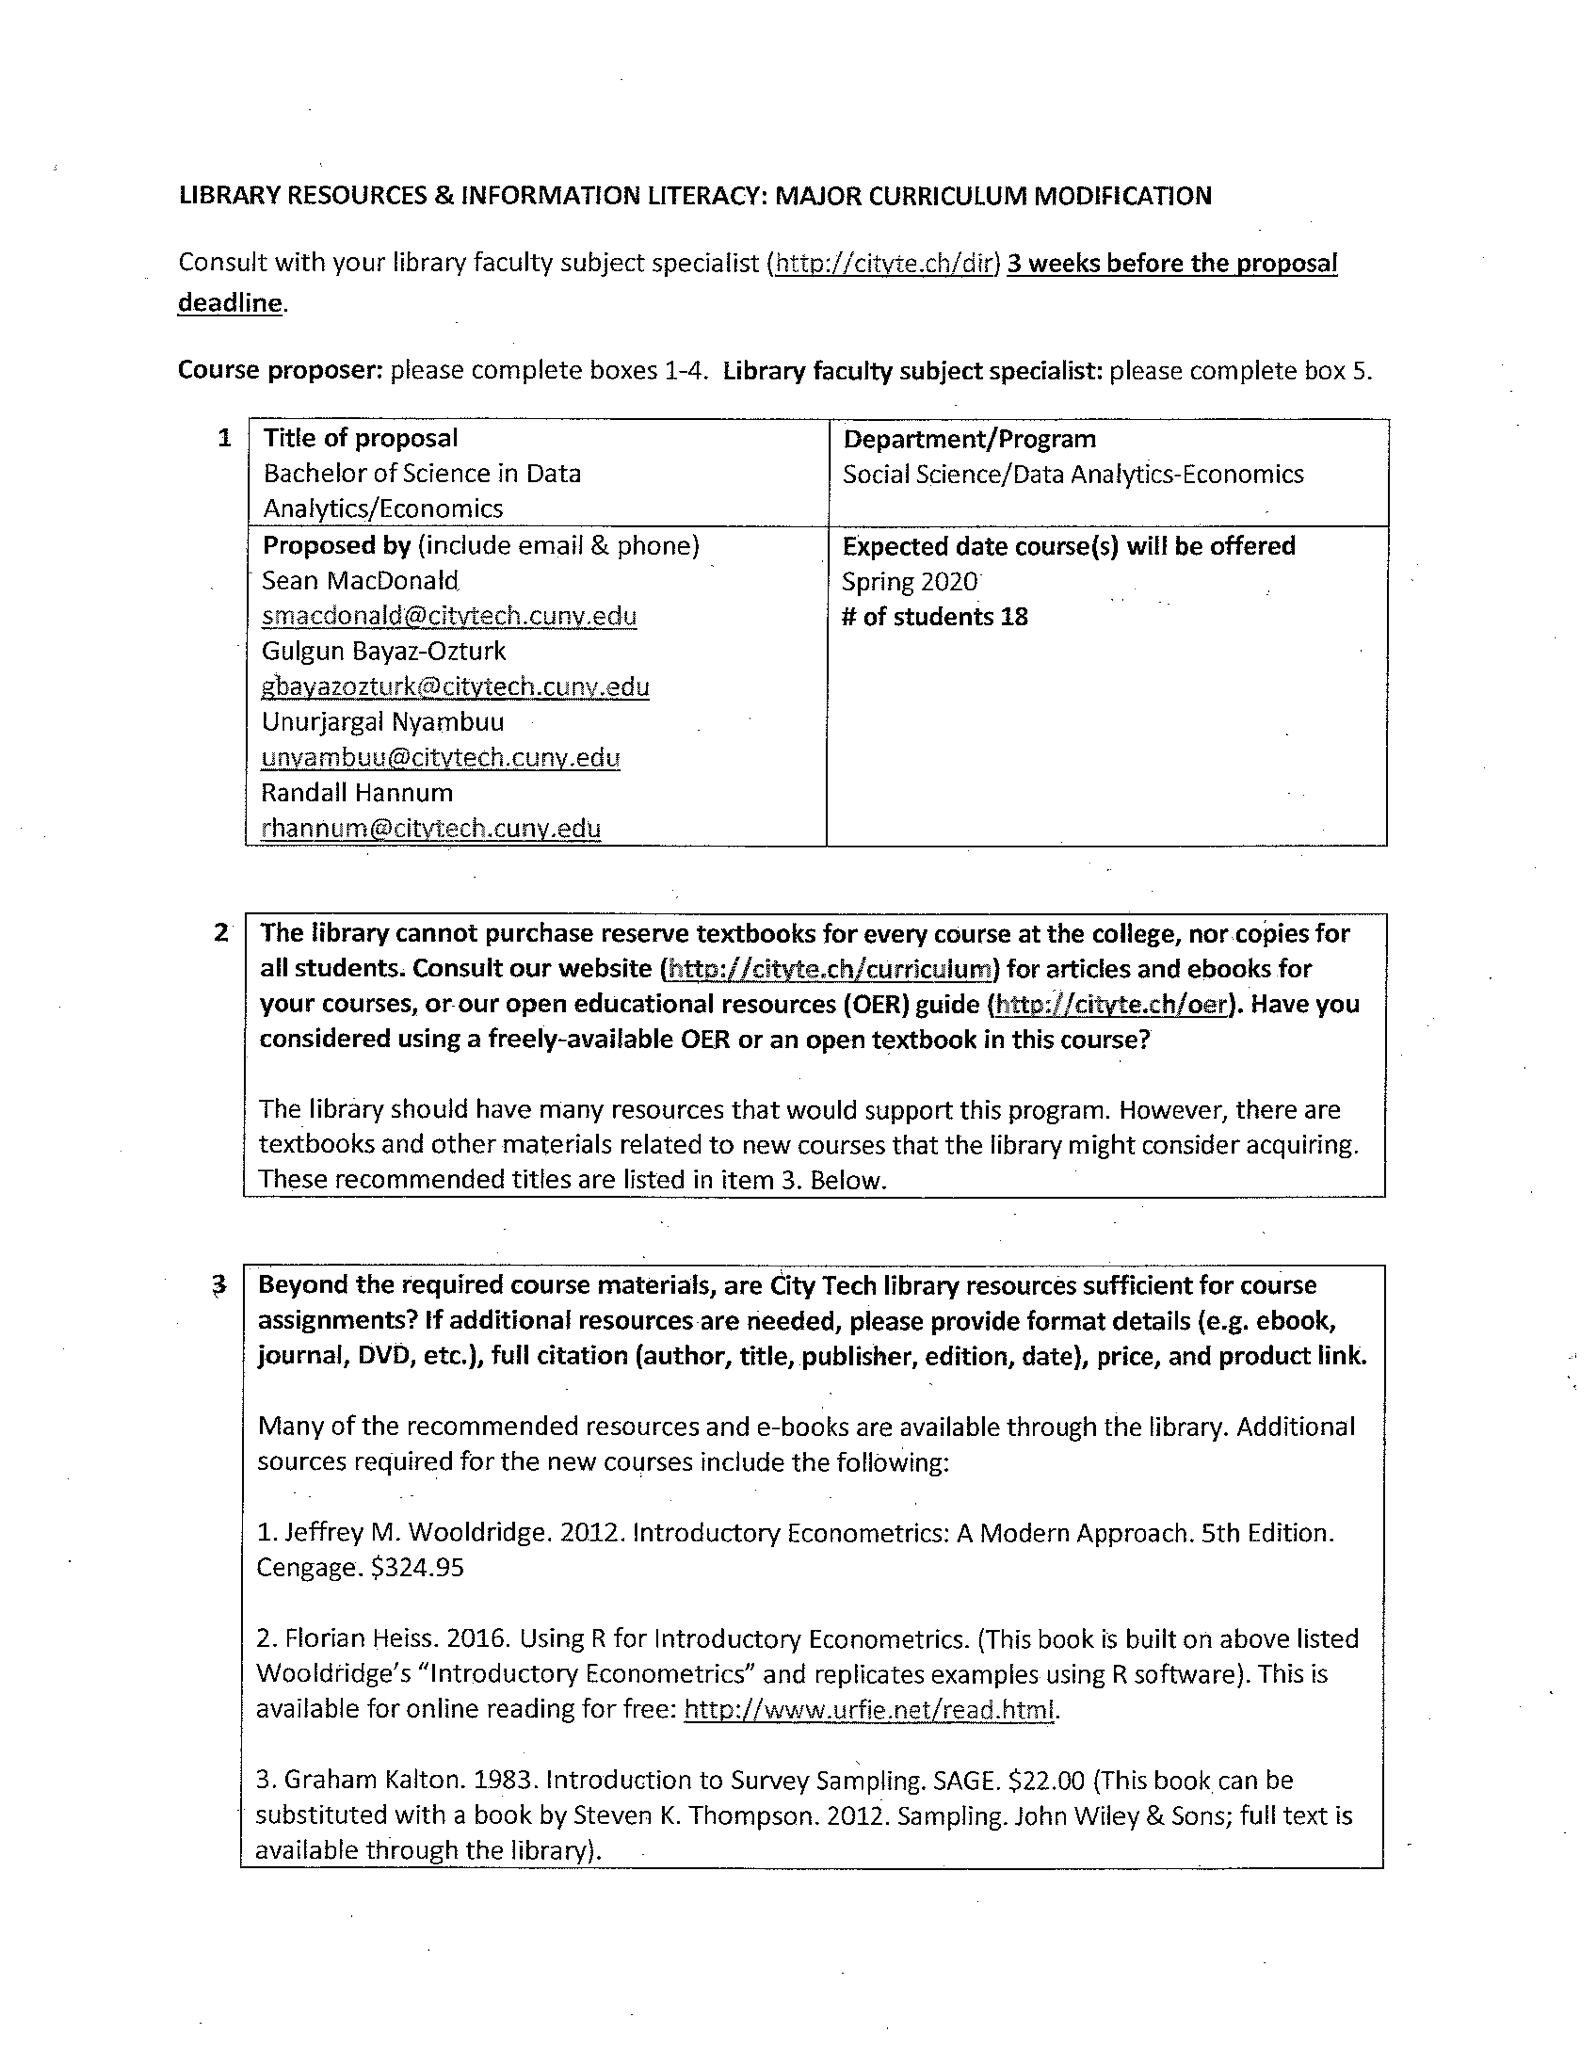 LIBRARY RESOURCES & INFORMATION LITERACY: MAJOR CURRICULUM MODIFICATION
Consult with your library faculty subject specialist (http://cityte.ch/dir) 3 weeks before the proposal
deadline.
Course proposer: please complete boxes 1-4. Library faculty subject specialist: please complete box 5.
1
Title of proposal
Bachelor of Science in Data
Analytics/Economics
Department/Program
Social Science/Data Analytics-Economics
Proposed by (include email & phone)
Sean MacDonald
smacdonald@citytech.cuny.edu
Gulgun Bayaz-Ozturk
gbayazozturk@citytech.cuny.edu
Unurjargal Nyambuu
unyambuu@citytech.cuny.edu
Randall Hannum
rhannum@citytech.cuny.edu
Expected date course(s) will be offered
Spring 2020
# of students 18
2
The library cannot purchase reserve textbooks for every course at the college, nor copies for
all students. Consult our website (http://cityte.ch/curriculum) for articles and ebooks for
your courses, or our open educational resources (OER) guide (http://cityte.ch/oer). Have you
considered using a freely-available OER or an open textbook in this course?
The library should have many resources that would support this program. However, there are
textbooks and other materials related to new courses that the library might consider acquiring.
These recommended titles are listed in item 3. Below.
3
Beyond the required course materials, are City Tech library resources sufficient for course
assignments? If additional resources are needed, please provide format details (e.g. ebook,
journal, DVD, etc.), full citation (author, title, publisher, edition, date), price, and product link.
Many of the recommended resources and e-books are available through the library. Additional
sources required for the new courses include the following:
1. Jeffrey M. Wooldridge. 2012. Introductory Econometrics: A Modern Approach. 5th Edition.
Cengage. $324.95
2. Florian Heiss. 2016. Using R for Introductory Econometrics. (This book is built on above listed
Wooldridge's "Introductory Econometrics" and replicates examples using R software). This is
available for online reading for free: http://www.urfie.net/read.html.
3. Graham Kalton. 1983. Introduction to Survey Sampling. SAGE. $22.00 (This book can be
substituted with a book by Steven K. Thompson. 2012. Sampling. John Wiley & Sons; full text is
available through the library).